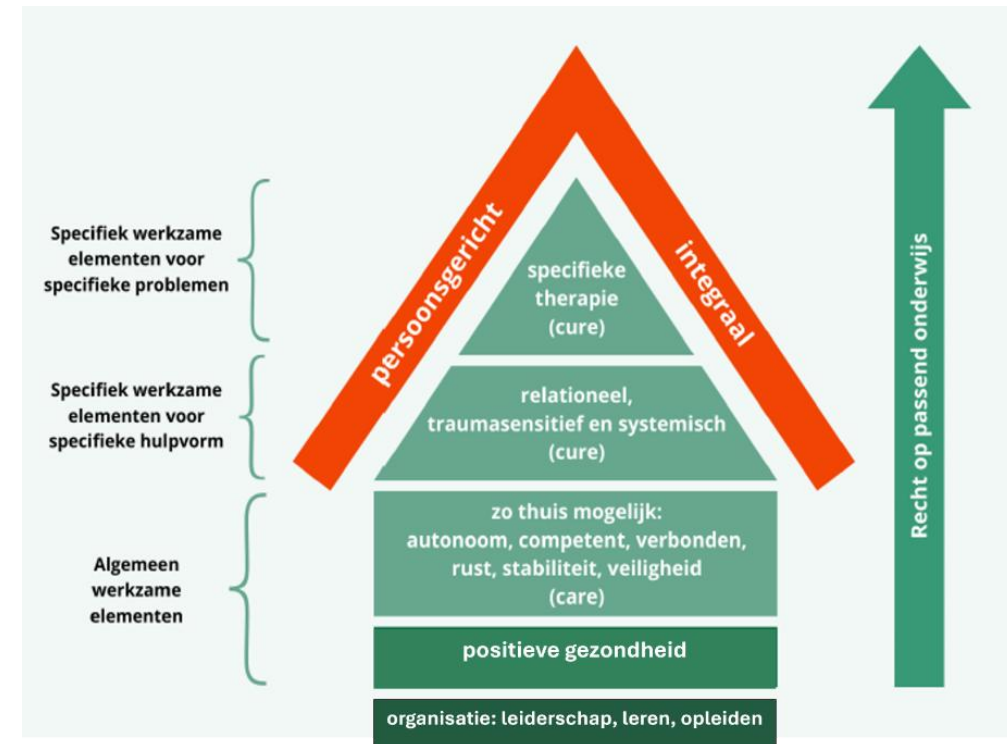 persoonsgericht
integraal
Specifiek werkzame
elementen voor
specifieke problemen
specifieke
therapie
(cure)
Specifiek werkzame
elementen voor
specifieke hulpvorm
relationeel,
traumasensitief en systemisch
(cure)
Algemeen
werkzame
elementen
zo thuis mogelijk:
autonoom, competent, verbonden,
rust, stabiliteit, veiligheid
(care)
positieve gezondheid
organisatie: leiderschap, leren, opleiden
Recht op passend onderwijs